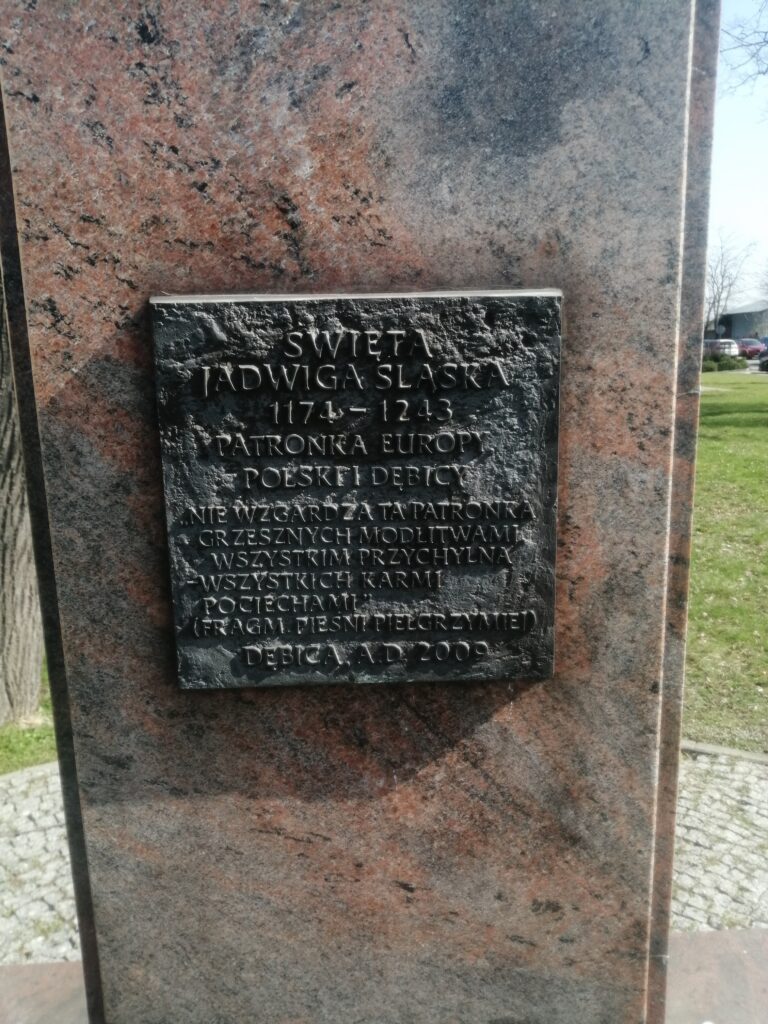 ŚWIĘTA
JADWIGA ŚLĄSKA
1174 - 1243
PATRONKA EUROPY
POLSKI I DĘBICY
„NIE WZGARDZA TA PATRONKA
GRZESZNYCH MODLITWAMI
WSZYSTKIM PRZYCHYLNA
WSZYSTKICH KARMI
POCIECHAMI”
(FRAGM. PIEŚNI PIELGRZYMIEJ)
DĘBICA, A.D. 2009